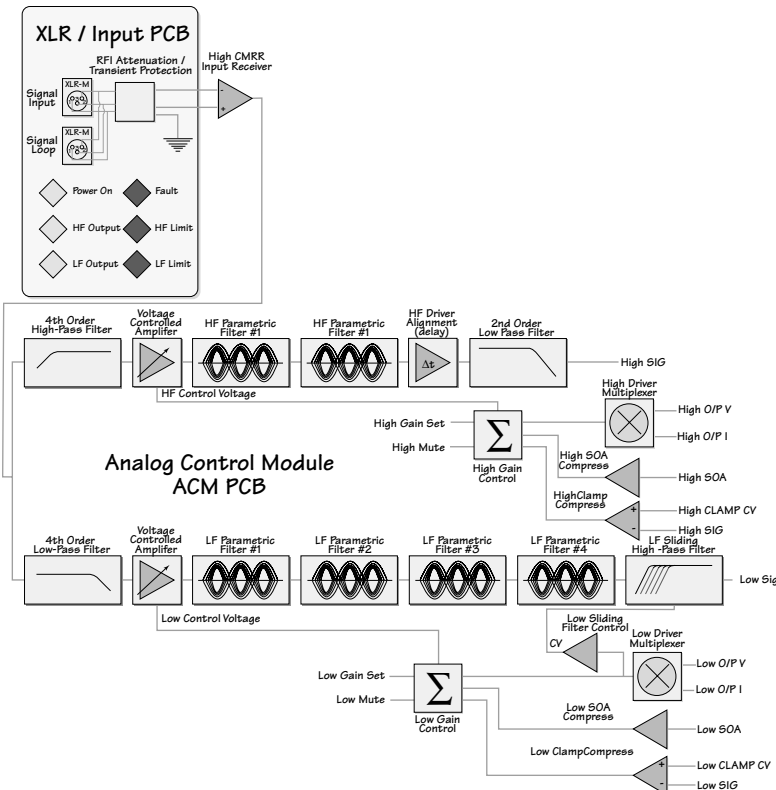 XLR / Input PCB
RFI Attenuation /
Transient Protection
High CMRR
Input Receiver
XLR-M
Signal
Input
-
+
XLR-M
Signal
Loop
Power On
Fault
HF Output
HF Limit
LF Output
LF Limit
4th Order
High-Pass Filter
Voltage
Controlled
Amplifer
HF Parametric
Filter #1
HF Parametric
Filter #1
HF Driver
Alignment
(delay)
2nd Order
Low Pass Filter
Δt
High SIG
HF Control Voltage
High Driver
Multiplexer
High O/P V
High O/P I
High Gain Set
High Mute
Σ
High Gain
Control
High SOA
Compress
High SOA
HighClamp
Compress
+
-
High CLAMP CV
High SIG
Analog Control Module
ACM PCB
4th Order
Low-Pass Filter
Voltage
Controlled
Amplifer
LF Parametric
Filter #1
LF Parametric
Filter #2
LF Parametric
Filter #3
LF Parametric
Filter #4
LF Sliding
High -Pass Filter
Low Sig
Low Control Voltage
Low Sliding
Filter Control
CV
Low Driver
Multiplexer
Low O/P V
Low O/P I
Low Gain Set
Low Mute
Σ
Low Gain
Control
Low SOA
Compress
Low SOA
Low ClampCompress
+
-
Low CLAMP CV
Low SIG